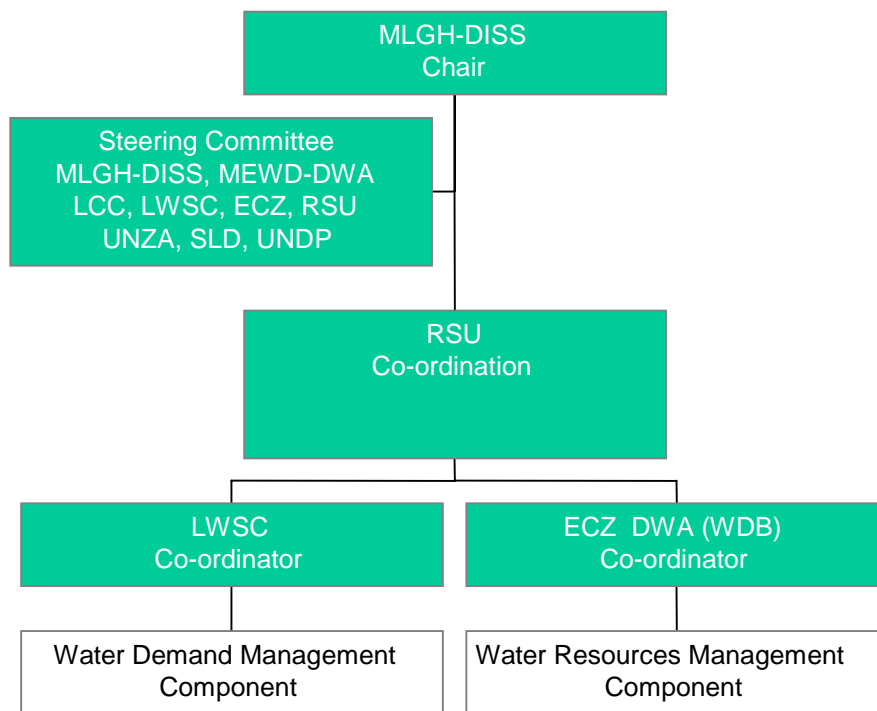 MLGH-DISS
Chair
Steering Committee
MLGH-DISS, MEWD-DWA
LCC, LWSC, ECZ, RSU
UNZA, SLD, UNDP
RSU
Co-ordination
LWSC
Co-ordinator
ECZ  DWA (WDB)
Co-ordinator
Water Demand Management
Component
Water Resources Management
Component